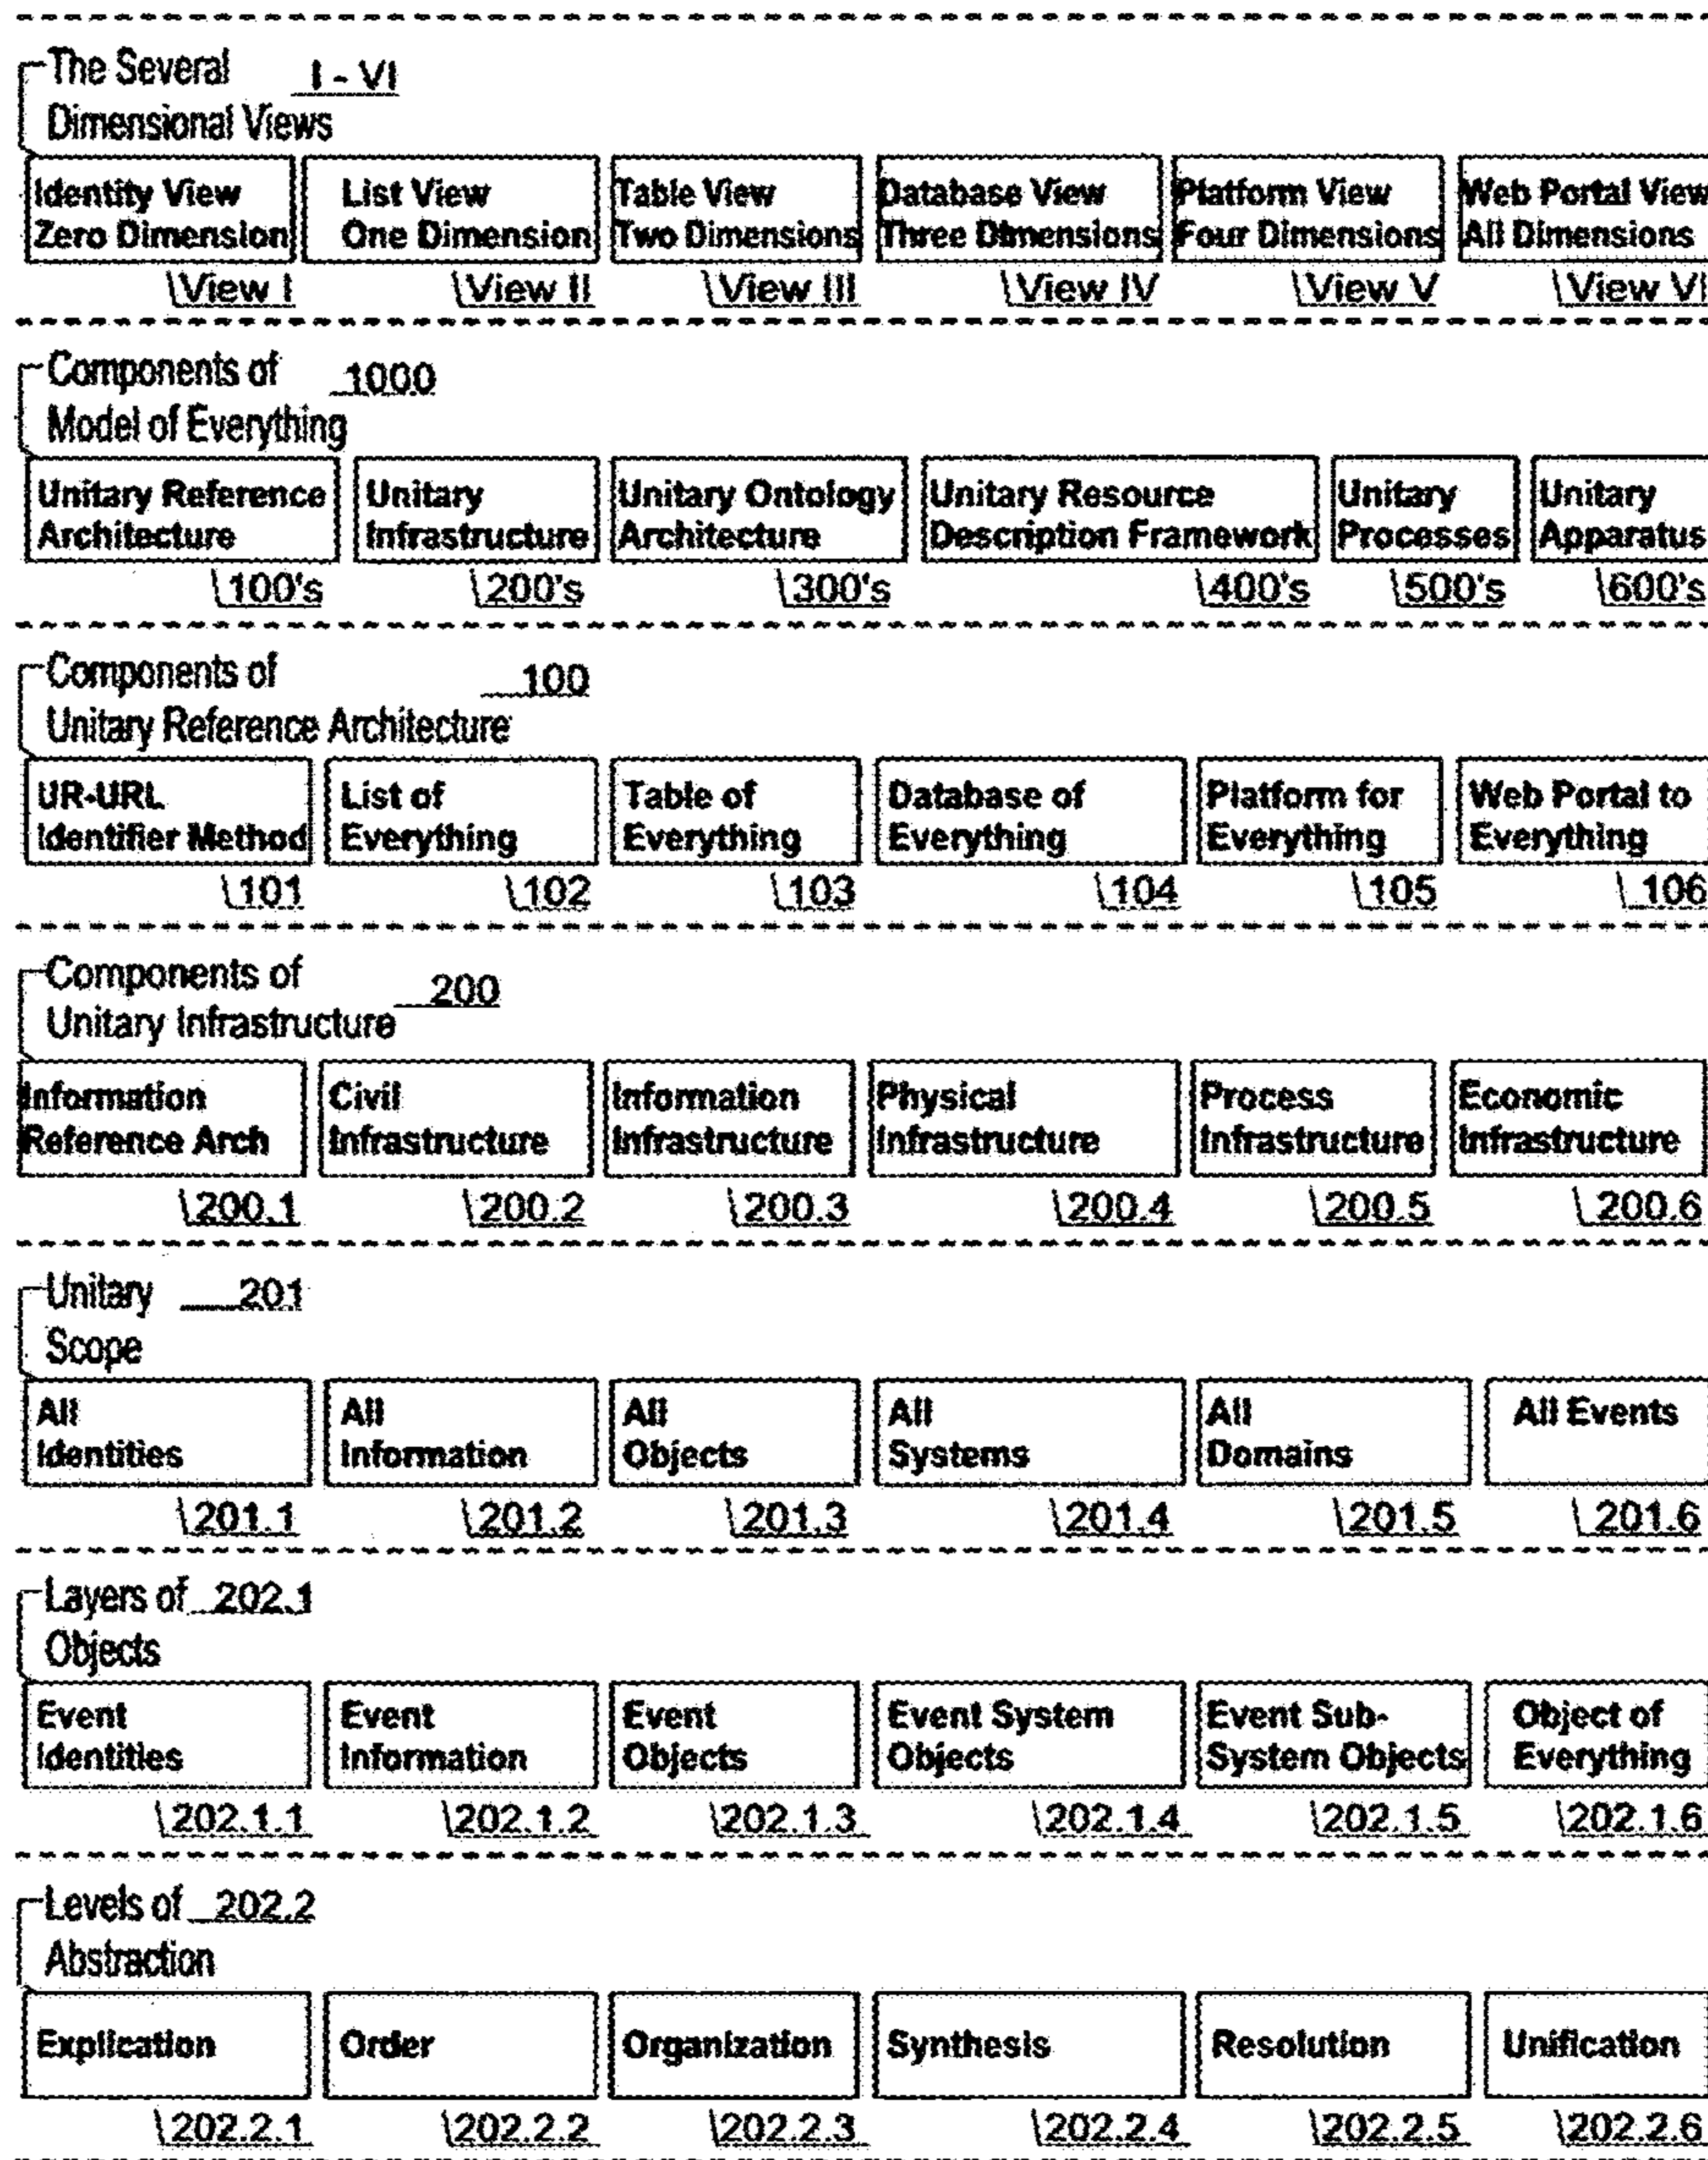 The Several I - VI
Dimensional Views
Identity View List View Table View Database View Platform View Web Portal View
Zero Dimension One Dimension Two Dimensions Three Dimensions Four Dimensions All Dimensions
View I View II View III View IV View V View VI
Components of 1000
Model of Everything
Unitary Reference Unitary Unitary Ontology Unitary Resource Unitary Unitary
Architecture Infrastructure Architecture Description Framework Processes Apparatus
100's 200's 300's 400's 500's 600's
Components of 100
Unitary Reference Architecture
UR-URL List of Table of Database of Platform for Web Portal to
Identifier Method Everything Everything Everything Everything Everything
101 102 103 104 105 106
Components of 200
Unitary Infrastructure
Information Civil Information Physical Process Economic
Reference Arch Infrastructure Infrastructure Infrastructure Infrastructure Infrastructure
200.1 200.2 200.3 200.4 200.5 200.6
Unitary 201
Scope
All All All All All All Events
Identities Information Objects Systems Domains
201.1 201.2 201.3 201.4 201.5 201.6
Layers of 202.1
Objects
Event Event Event Event System Event Sub- Object of
Identities Information Objects Objects System Objects Everything
202.1.1 202.1.2 202.1.3 202.1.4 202.1.5 202.1.6
Levels of 202.2
Abstraction
Explication Order Organization Synthesis Resolution Unification
202.2.1 202.2.2 202.2.3 202.2.4 202.2.5 202.2.6